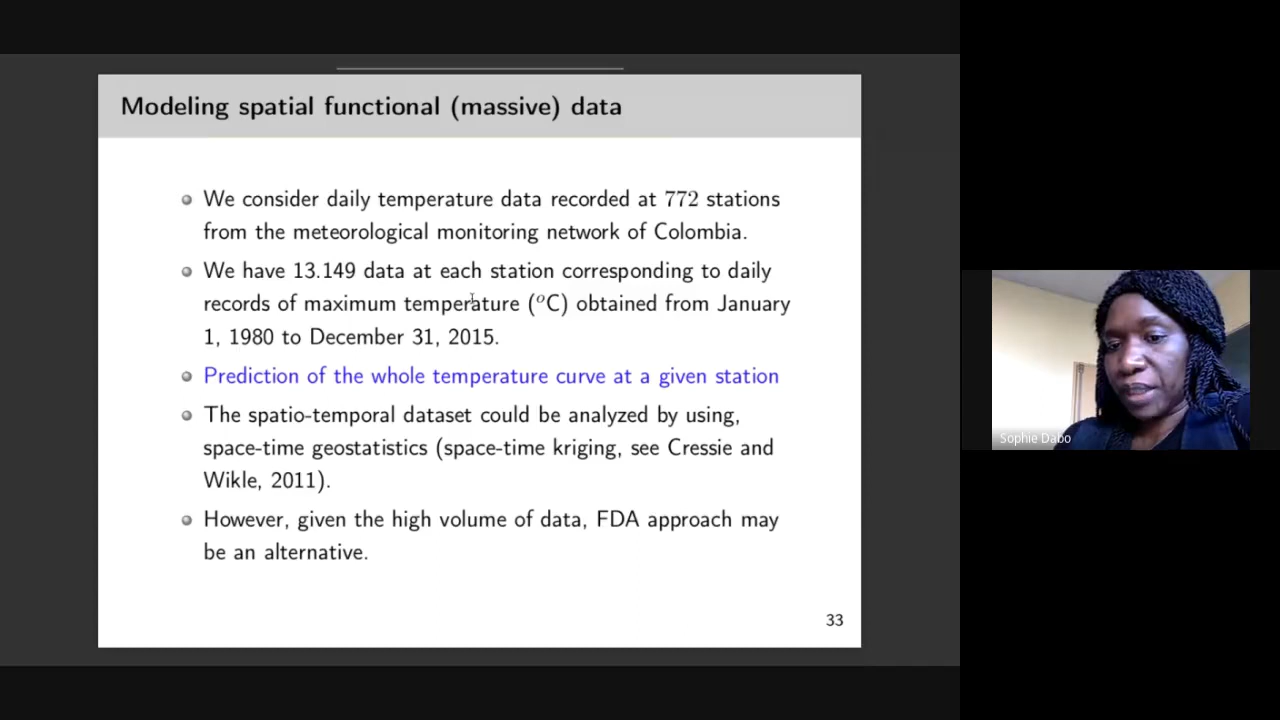 Modeling spatial functional (massive) data
We consider daily temperature data recorded at 772 stations
from the meteorological monitoring network of Colombia.
We have 13.149 data at each station corresponding to daily
records of maximum temperature (°C) obtained from January
1, 1980 to December 31, 2015.
Prediction of the whole temperature curve at a given station
The spatio-temporal dataset could be analyzed by using,
space-time geostatistics (space-time kriging, see Cressie and
Wikle, 2011).
However, given the high volume of data, FDA approach may
be an alternative.
33
Sophie Dabo